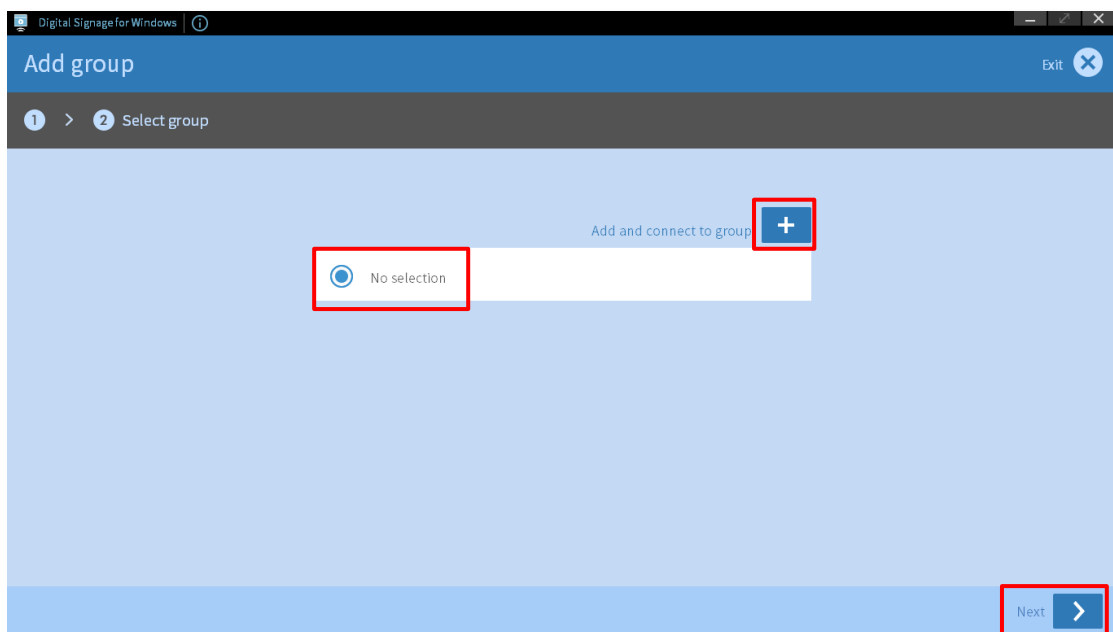 Digital Signage for Windows
Add group
Exit
1 > 2 Select group
Add and connect to group
No selection
Next